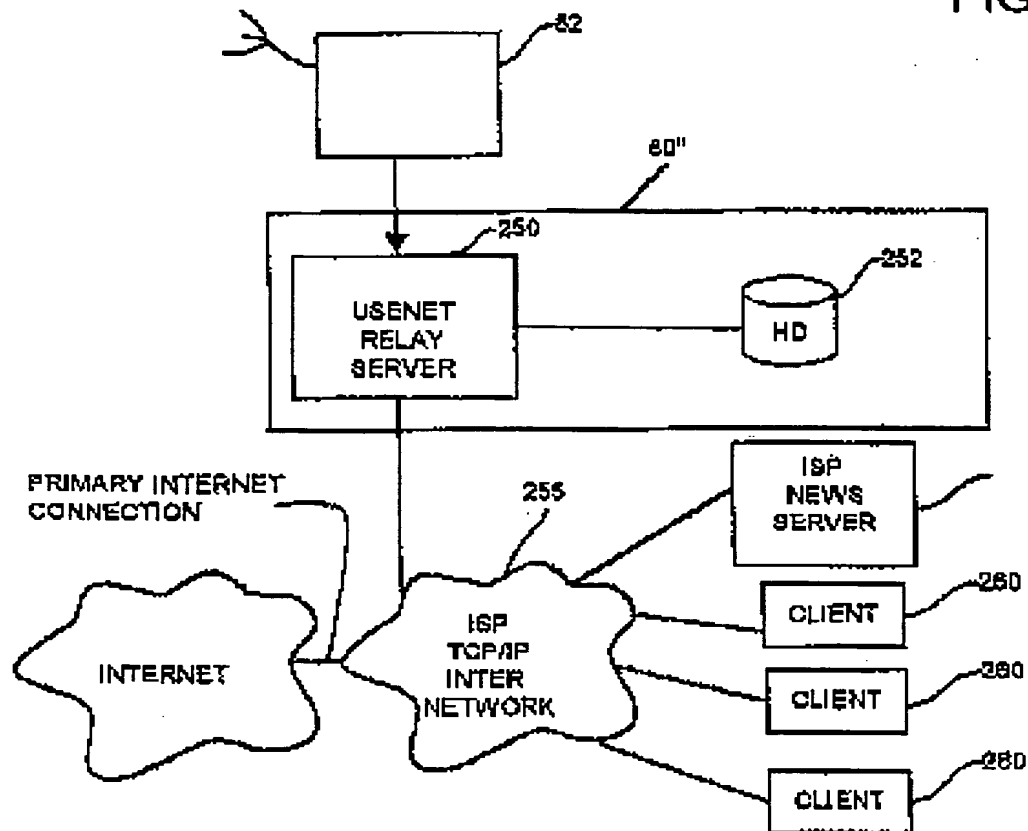 FIG
52
60"
250
252
USENET
RELAY
SERVER
HD
PRIMARY INTERNET
CONNECTION
255
ISP
NEWS
SERVER
INTERNET
ISP
TCP/IP
INTER
NETWORK
CLIENT
260
CLIENT
260
CLIENT
260